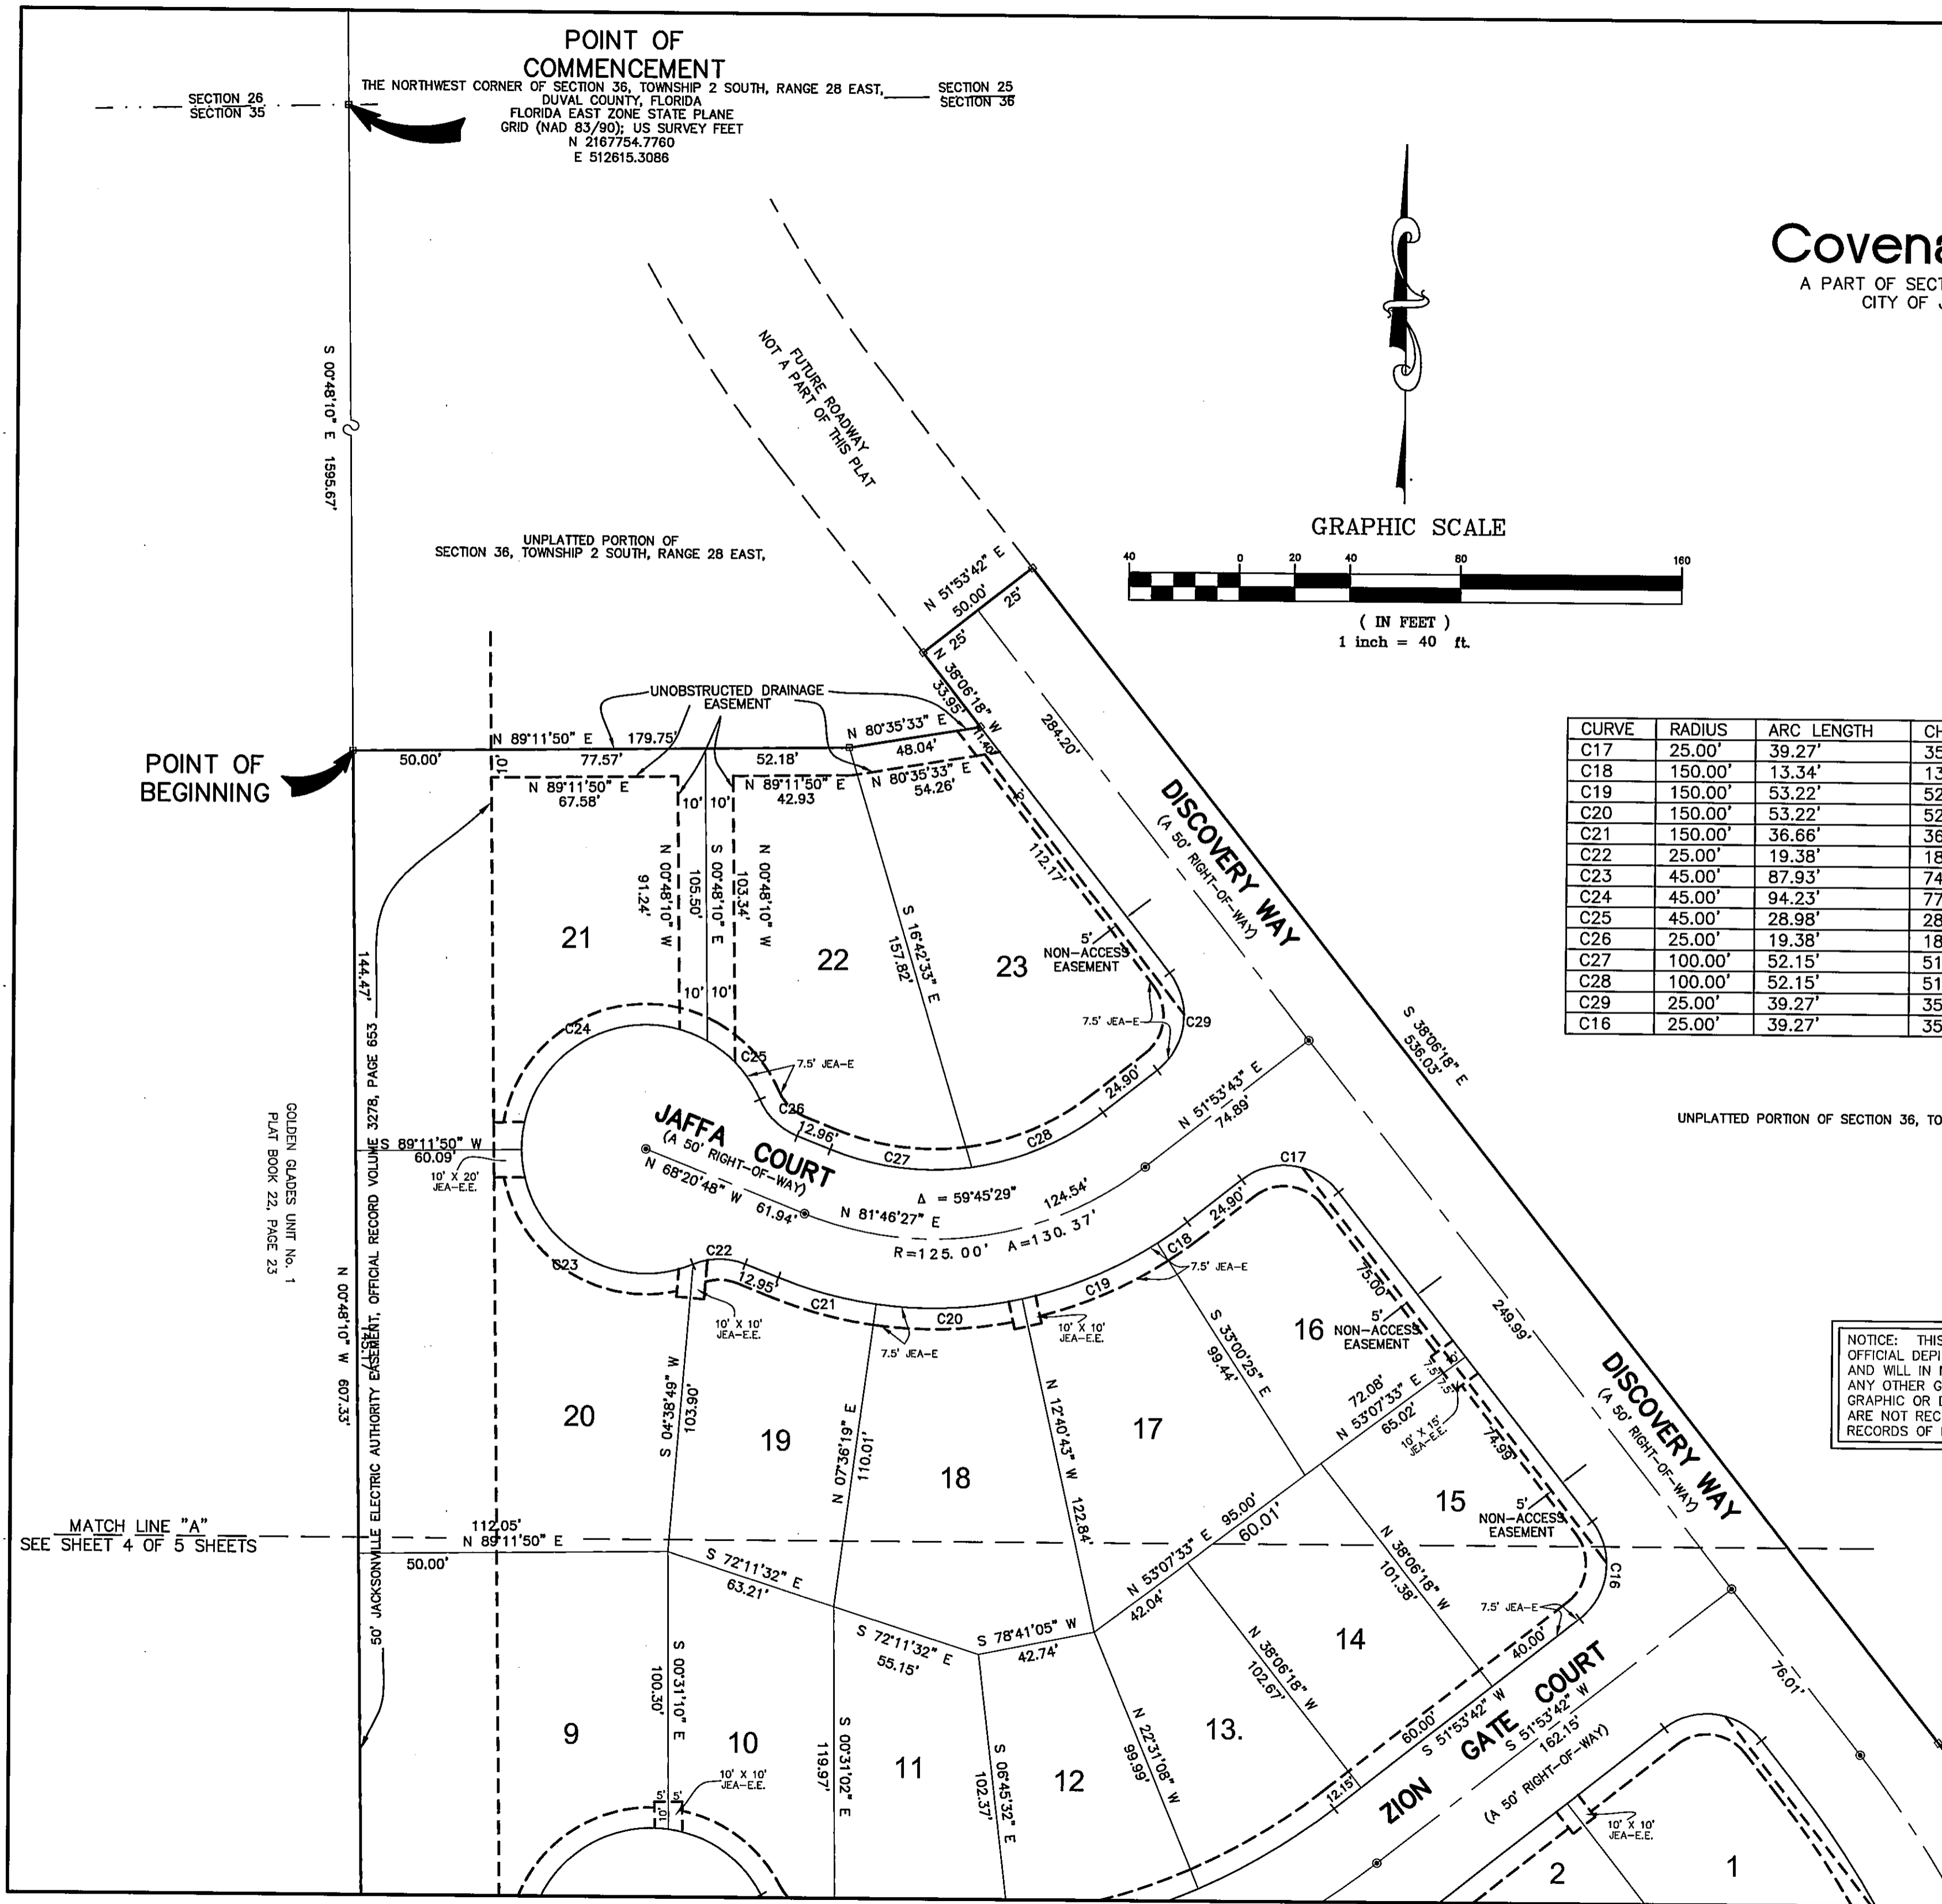 POINT OF
COMMENCEMENT
THE NORTHWEST CORNER OF SECTION 36, TOWNSHIP 2 SOUTH, RANGE 28 EAST,
DUVAL COUNTY, FLORIDA
FLORIDA EAST ZONE STATE PLANE
GRID (NAD 83/90); US SURVEY FEET
N 2167754.7760
E 512615.3086
SECTION 26
SECTION 35
SECTION 25
SECTION 36
A PART OF
CITY OF
S 00°48'10" E 1595.67'
FUTURE ROADWAY
NOT A PART OF THIS PLAT
UNPLATTED PORTION OF
SECTION 36, TOWNSHIP 2 SOUTH, RANGE 28 EAST,
GRAPHIC SCALE
40 0 20 40 80 160
( IN FEET )
1 inch = 40 ft.
N 51°53'42" E
50.00'
25'
25'
N 38°06'18" W
33.95'
284.20'
UNOBSTRUCTED DRAINAGE
EASEMENT
POINT OF
BEGINNING
N 89°11'50" E 179.75'
50.00'
77.57'
52.18'
N 80°35'33" E
48.04'
11.40'
10'
N 89°11'50" E
67.58'
10' 10'
N 89°11'50" E
42.93
N 80°35'33" E
54.26'
CURVE RADIUS ARC LENGTH
C17 25.00' 39.27'
C18 150.00' 13.34'
C19 150.00' 53.22'
C20 150.00' 53.22'
C21 150.00' 36.66'
C22 25.00' 19.38'
C23 45.00' 87.93'
C24 45.00' 94.23'
C25 45.00' 28.98'
C26 25.00' 19.38'
C27 100.00' 52.15'
C28 100.00' 52.15'
C29 25.00' 39.27'
C16 25.00' 39.27'
DISCOVERY WAY
(A 50' RIGHT-OF-WAY)
112.17'
N 00°48'10" W
91.24'
S 00°48'10" E
105.50'
N 00°48'10" W
103.34'
S 16°42'33" E
157.82'
21
22
23
5'
NON-ACCESS
EASEMENT
10' 10'
144.47'
C24
C25
7.5' JEA-E
7.5' JEA-E
C29
S 38°06'18" E
536.03'
C26
12.96'
C27
C28
24.90'
N 51°53'43" E
74.89'
JAFFA COURT
(A 50' RIGHT-OF-WAY)
N 68°20'48" W
61.94'
N 81°46'27" E
Δ = 59°45'29"
124.54'
R=125.00' A=130.37'
S 89°11'50" W
60.09'
10' X 20'
JEA-E.E.
GOLDEN GLADES UNIT No. 1
PLAT BOOK 22, PAGE 23
50' JACKSONVILLE ELECTRIC AUTHORITY EASEMENT, OFFICIAL RECORD VOLUME 3278, PAGE 653
N 00°48'10" W 607.33'
UNPLATTED PORTION OF SECTION 36,
C17
24.90'
C18
C19
C20
C21
C22
C23
12.95'
7.5' JEA-E
7.5' JEA-E
10' X 10'
JEA-E.E.
10' X 10'
JEA-E.E.
75.00'
249.99'
16
5'
NON-ACCESS
EASEMENT
NOTICE: THIS
AND WILL IN
ANY OTHER
GRAPHIC OR
ARE NOT
RECORDS OF
20
S 04°38'49" W
103.90'
19
N 07°36'19" E
110.01'
18
N 12°40'43" W
122.84'
17
S 33°00'25" E
99.44'
72.08'
N 53°07'33" E
65.02'
10'
7.5' 7.5'
10' X 15'
JEA-E.E.
74.99'
DISCOVERY WAY
(A 50' RIGHT-OF-WAY)
15
5'
NON-ACCESS
EASEMENT
MATCH LINE "A"
SEE SHEET 4 OF 5 SHEETS
112.05'
N 89°11'50" E
50.00'
S 72°11'32" E
63.21'
S 72°11'32" E
55.15'
S 78°41'05" W
42.74'
N 53°07'33" E
95.00'
60.01'
42.04'
N 38°06'18" W
101.38'
C16
7.5' JEA-E
40.00'
14
N 38°06'18" W
102.67'
60.00'
S 51°53'42" W
S 51°53'42" W
162.15'
ZION GATE COURT
(A 50' RIGHT-OF-WAY)
76.01'
12.15'
9
S 00°31'10" E
100.30'
10
10' X 10'
JEA-E.E.
5' 5'
10'
S 00°31'02" E
119.97'
11
S 06°45'32" E
102.37'
12
N 22°31'08" W
99.99'
13.
10' X 10'
JEA-E.E.
2
1